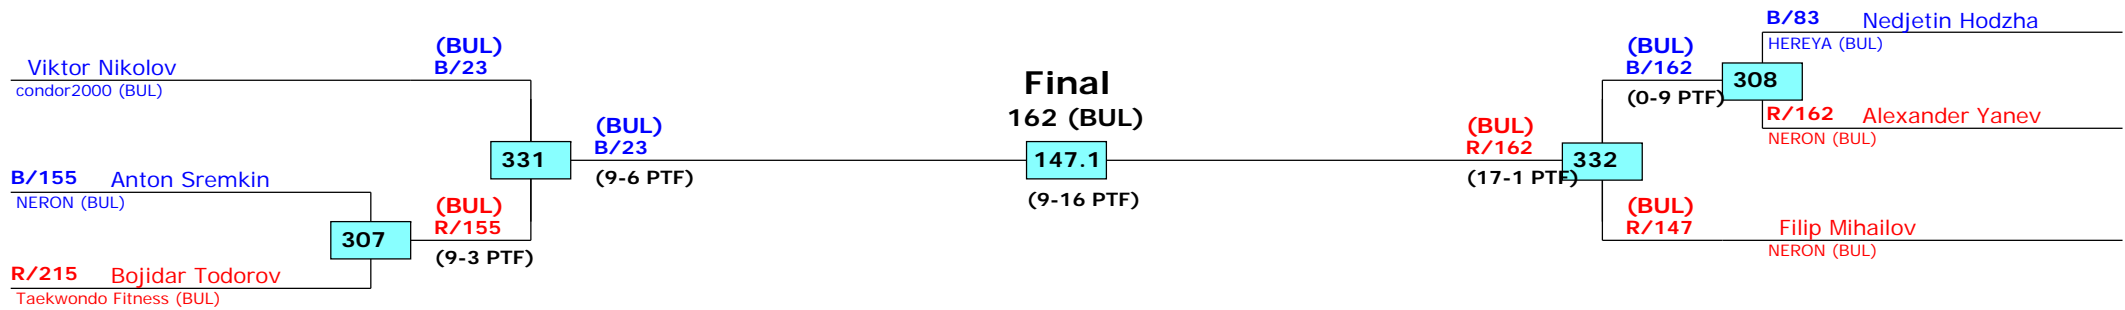 (BUL)
Viktor Nikolov B/23
condor2000 (BUL)
331
B/155 Anton Sremkin
NERON (BUL)
307
(BUL)
R/155
(9-3 PTF)
R/215 Bojidar Todorov
Taekwondo Fitness (BUL)
(BUL)
B/23
(9-6 PTF)
Final
162 (BUL)
147.1
(9-16 PTF)
(BUL)
R/162
(17-1 PTF)
332
(BUL)
B/162
(0-9 PTF)
308
B/83 Nedjetin Hodzha
HEREYA (BUL)
R/162 Alexander Yanev
NERON (BUL)
(BUL)
R/147 Filip Mihailov
NERON (BUL)